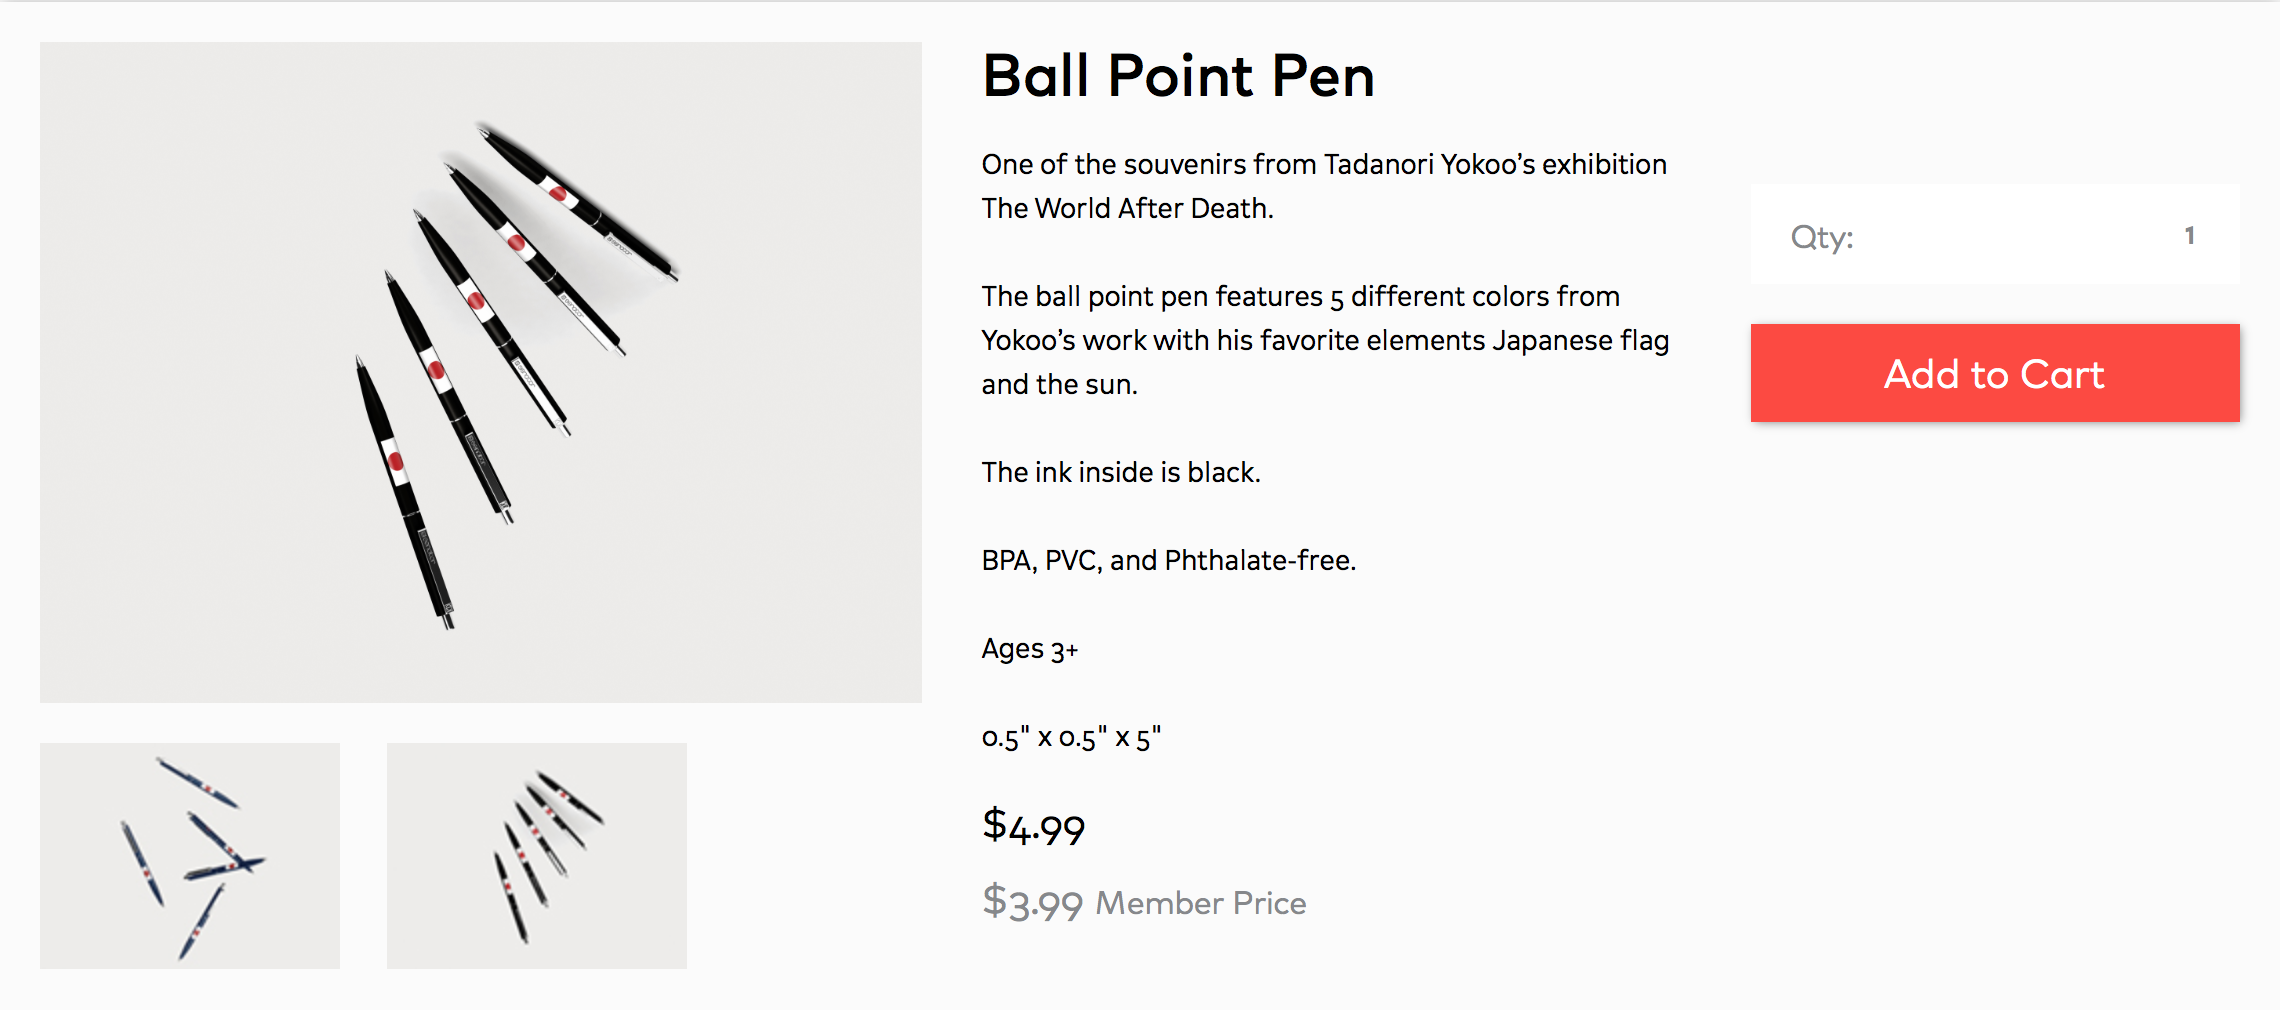 Ball Point Pen
One of the souvenirs from Tadanori Yokoo’s exhibition
The World After Death.
The ball point pen features 5 different colors from
Yokoo’s work with his favorite elements Japanese flag
and the sun.
The ink inside is black.
BPA, PVC, and Phthalate-free.
Ages 3+
0.5" x 0.5" x 5"
$4.99
$3.99 Member Price
Qty: 1
Add to Cart